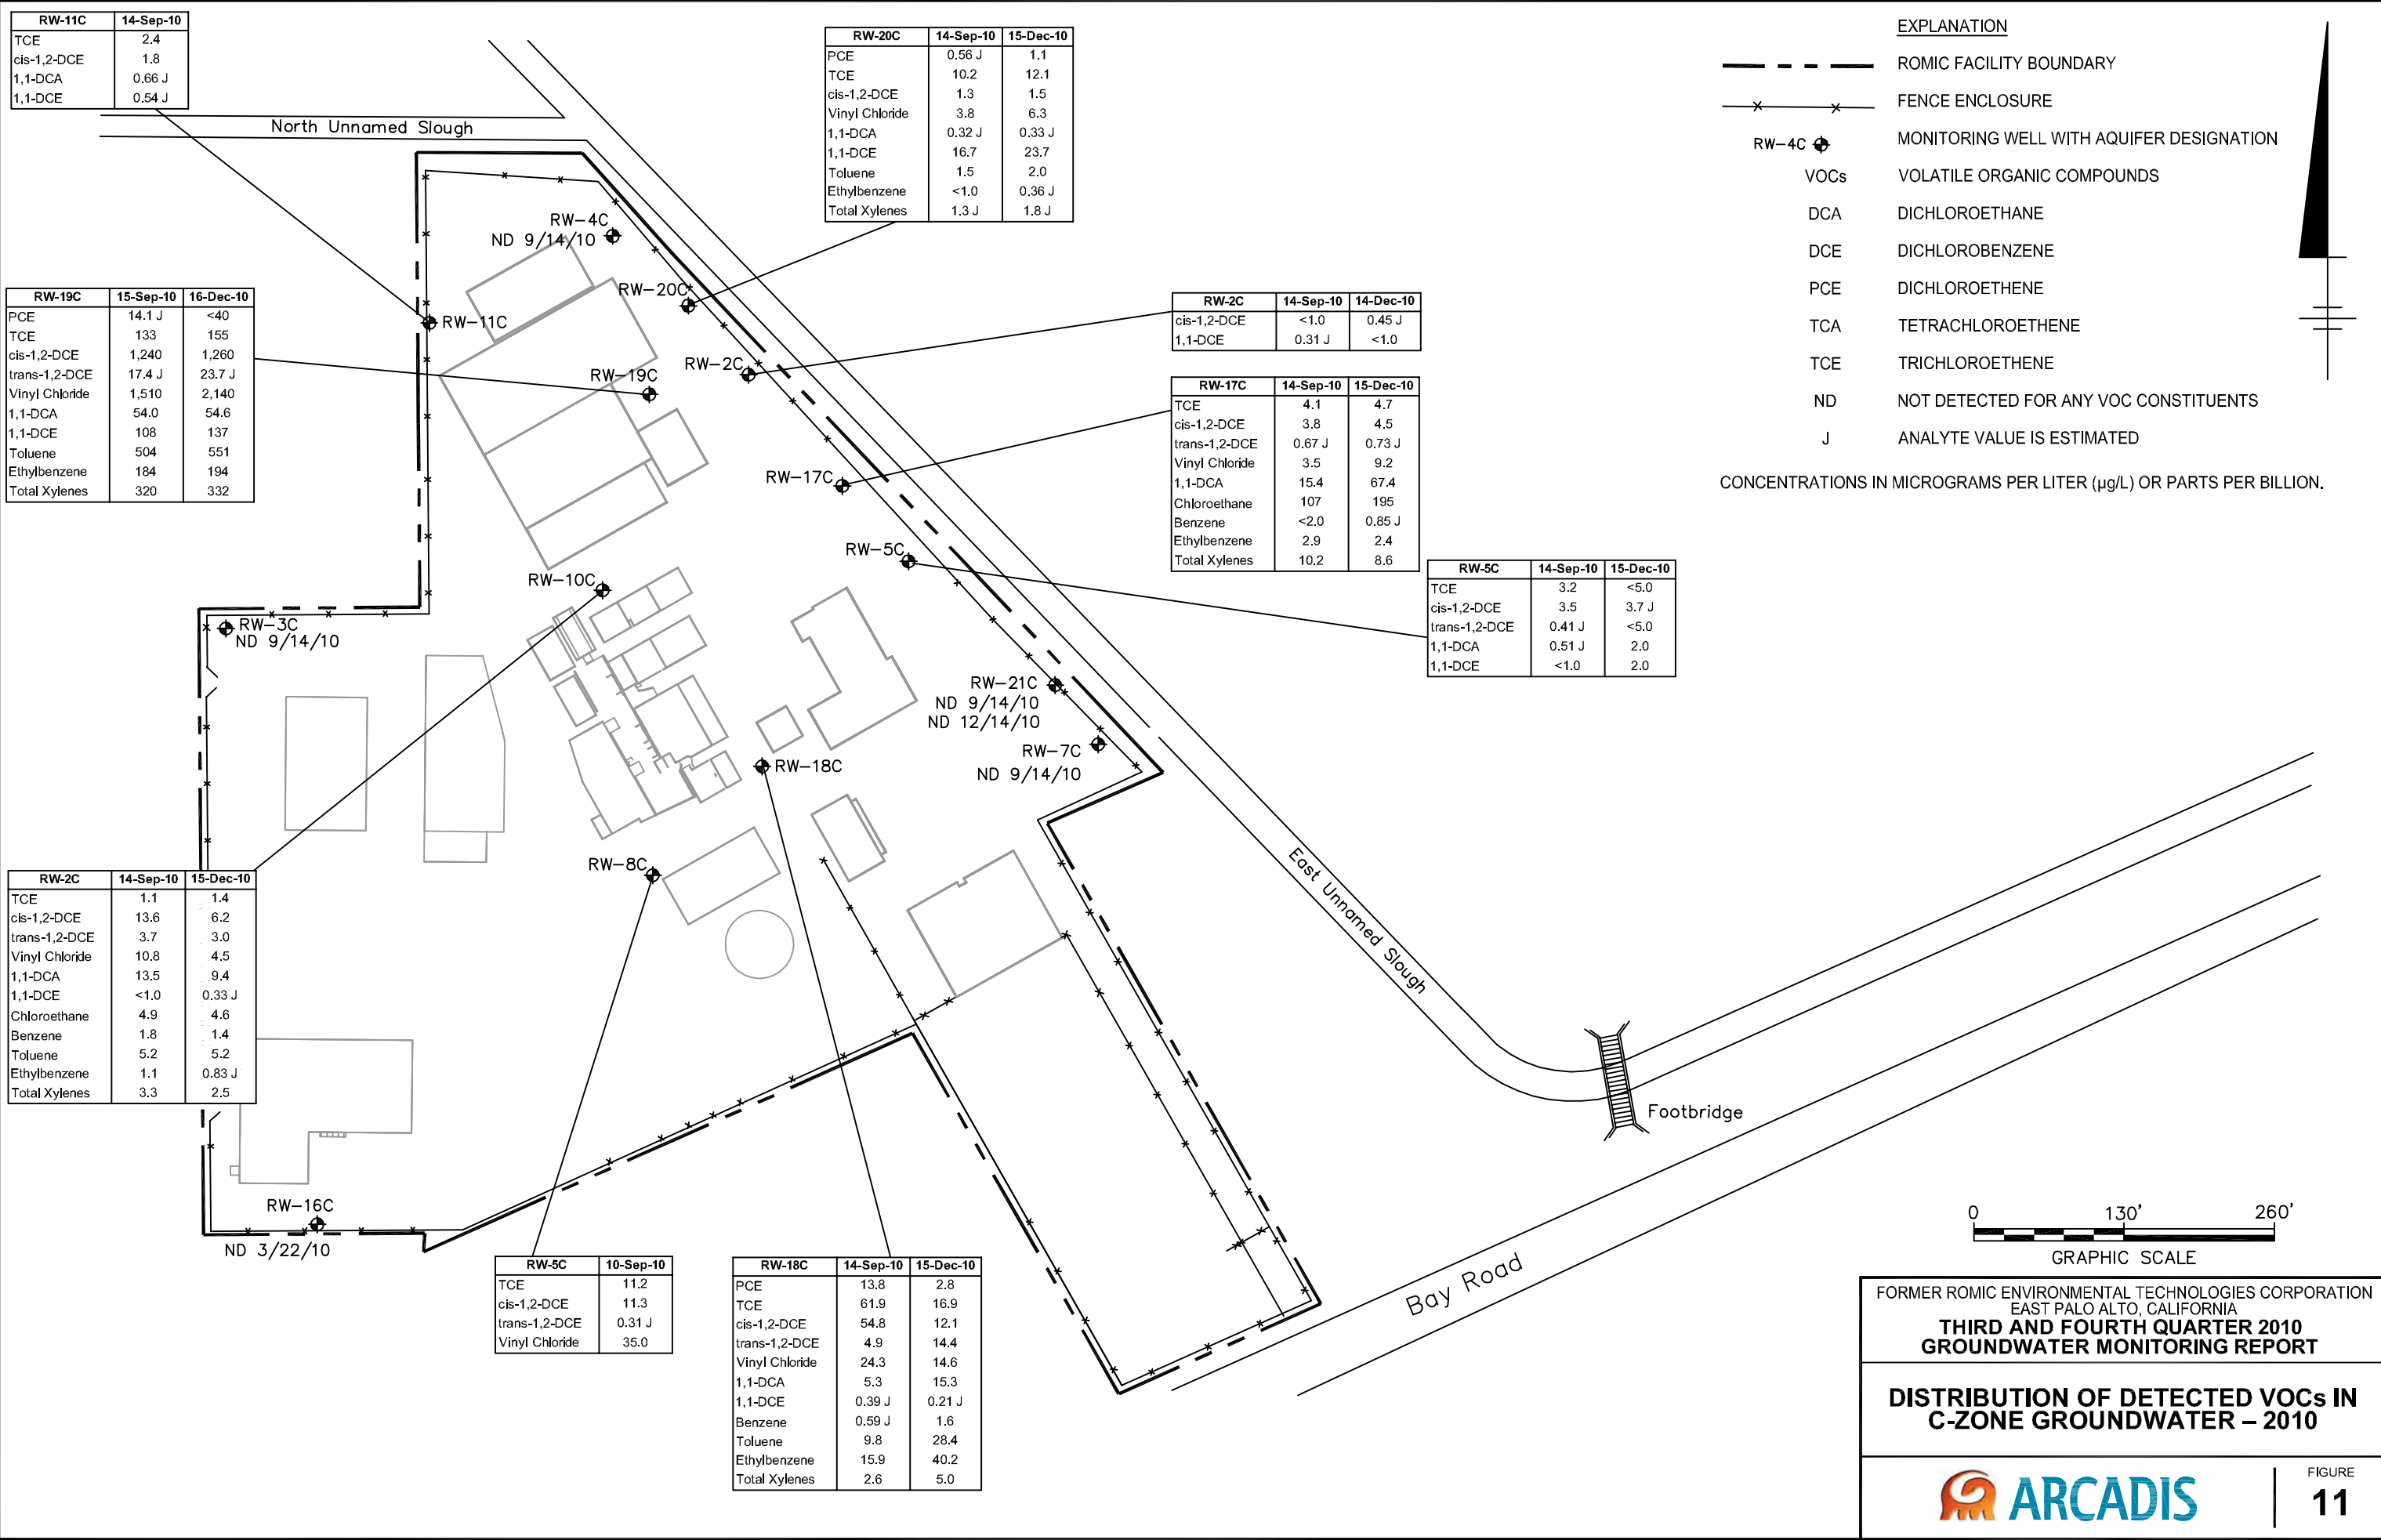 RW-11C 14-Sep-10
TCE 2.4
cis-1,2-DCE 1.8
1,1-DCA 0.66 J
1,1-DCE 0.54 J
North Unnamed Slough
RW-20C 14-Sep-10 15-Dec-10
PCE 0.56 J 1.1
TCE 10.2 12.1
cis-1,2-DCE 1.3 1.5
Vinyl Chloride 3.8 6.3
1,1-DCA 0.32 J 0.33 J
1,1-DCE 16.7 23.7
Toluene 1.5 2.0
Ethylbenzene <1.0 0.36 J
Total Xylenes 1.3 J 1.8 J
EXPLANATION
ROMIC FACILITY BOUNDARY
FENCE ENCLOSURE
RW-4C MONITORING WELL WITH AQUIFER DESIGNATION
VOCs VOLATILE ORGANIC COMPOUNDS
DCA DICHLOROETHANE
DCE DICHLOROBENZENE
PCE DICHLOROETHENE
TCA TETRACHLOROETHENE
TCE TRICHLOROETHENE
ND NOT DETECTED FOR ANY VOC CONSTITUENTS
J ANALYTE VALUE IS ESTIMATED
CONCENTRATIONS IN MICROGRAMS PER LITER (µg/L) OR PARTS PER BILLION.
RW-4C
ND 9/14/10
RW-20C
RW-11C
RW-2C
RW-19C
RW-17C
RW-5C
RW-10C
RW-3C
ND 9/14/10
RW-21C
ND 9/14/10
ND 12/14/10
RW-7C
ND 9/14/10
RW-18C
RW-8C
RW-16C
ND 3/22/10
RW-19C 15-Sep-10 16-Dec-10
PCE 14.1 J <40
TCE 133 155
cis-1,2-DCE 1,240 1,260
trans-1,2-DCE 17.4 J 23.7 J
Vinyl Chloride 1,510 2,140
1,1-DCA 54.0 54.6
1,1-DCE 108 137
Toluene 504 551
Ethylbenzene 184 194
Total Xylenes 320 332
RW-2C 14-Sep-10 14-Dec-10
cis-1,2-DCE <1.0 0.45 J
1,1-DCE 0.31 J <1.0
RW-17C 14-Sep-10 15-Dec-10
TCE 4.1 4.7
cis-1,2-DCE 3.8 4.5
trans-1,2-DCE 0.67 J 0.73 J
Vinyl Chloride 3.5 9.2
1,1-DCA 15.4 67.4
Chloroethane 107 195
Benzene <2.0 0.85 J
Ethylbenzene 2.9 2.4
Total Xylenes 10.2 8.6
RW-5C 14-Sep-10 15-Dec-10
TCE 3.2 <5.0
cis-1,2-DCE 3.5 3.7 J
trans-1,2-DCE 0.41 J <5.0
1,1-DCA 0.51 J 2.0
1,1-DCE <1.0 2.0
RW-2C 14-Sep-10 15-Dec-10
TCE 1.1 1.4
cis-1,2-DCE 13.6 6.2
trans-1,2-DCE 3.7 3.0
Vinyl Chloride 10.8 4.5
1,1-DCA 13.5 9.4
1,1-DCE <1.0 0.33 J
Chloroethane 4.9 4.6
Benzene 1.8 1.4
Toluene 5.2 5.2
Ethylbenzene 1.1 0.83 J
Total Xylenes 3.3 2.5
RW-5C 10-Sep-10
TCE 11.2
cis-1,2-DCE 11.3
trans-1,2-DCE 0.31 J
Vinyl Chloride 35.0
RW-18C 14-Sep-10 15-Dec-10
PCE 13.8 2.8
TCE 61.9 16.9
cis-1,2-DCE 54.8 12.1
trans-1,2-DCE 4.9 14.4
Vinyl Chloride 24.3 14.6
1,1-DCA 5.3 15.3
1,1-DCE 0.39 J 0.21 J
Benzene 0.59 J 1.6
Toluene 9.8 28.4
Ethylbenzene 15.9 40.2
Total Xylenes 2.6 5.0
East Unnamed Slough
Footbridge
Bay Road
0 130' 260'
GRAPHIC SCALE
FORMER ROMIC ENVIRONMENTAL TECHNOLOGIES CORPORATION
EAST PALO ALTO, CALIFORNIA
THIRD AND FOURTH QUARTER 2010
GROUNDWATER MONITORING REPORT
DISTRIBUTION OF DETECTED VOCs IN
C-ZONE GROUNDWATER – 2010
ARCADIS
FIGURE
11